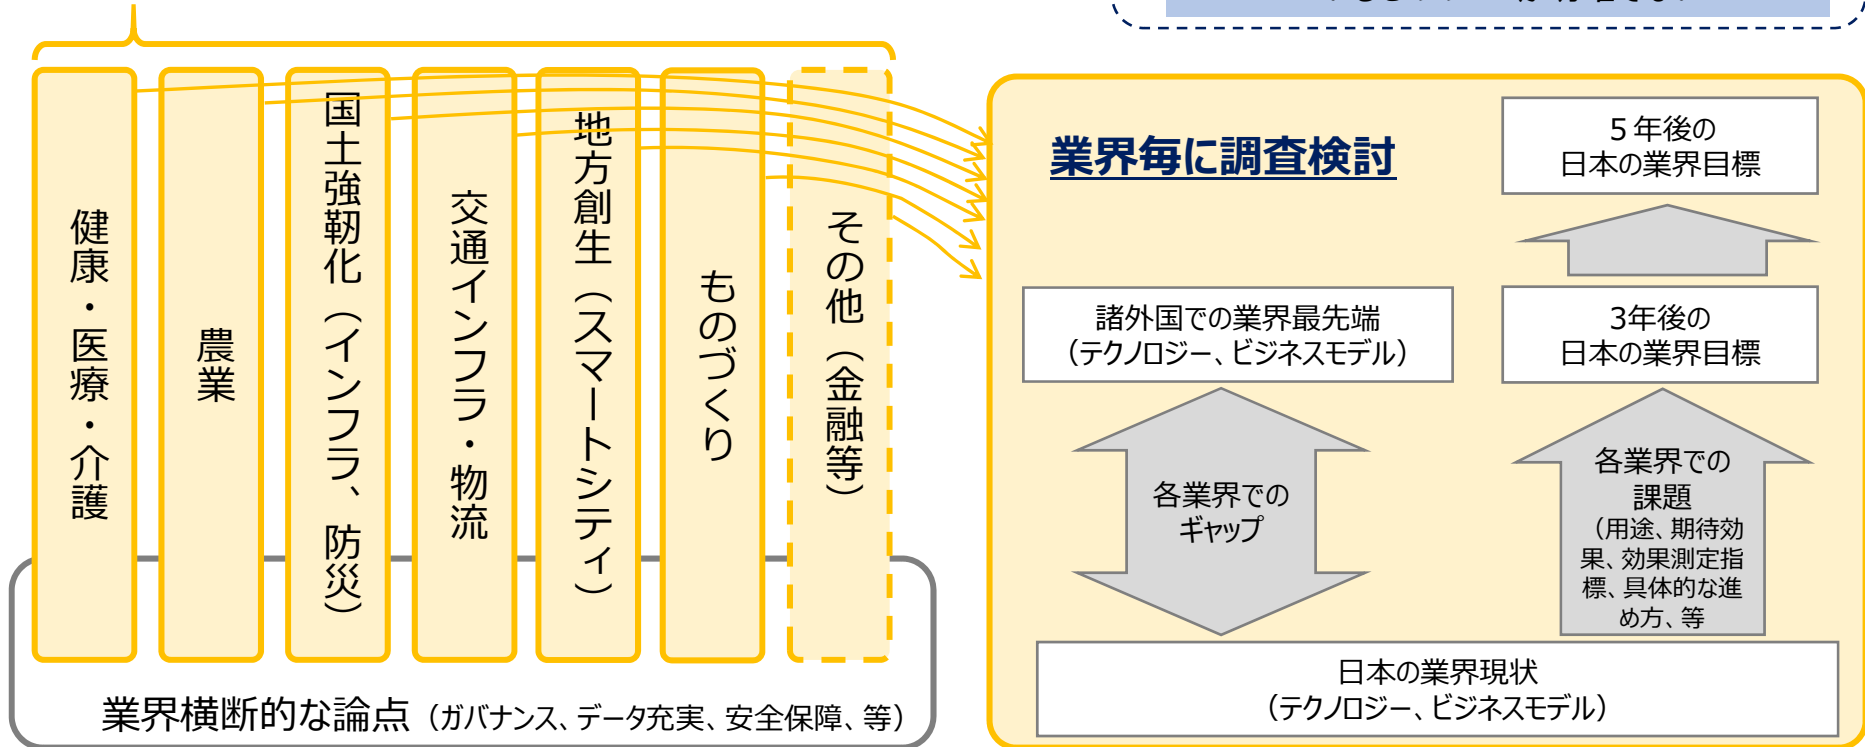 健康・医療・介護
農業
国土強靭化（インフラ、防災）
交通インフラ・物流
地方創生（スマートシティ）
ものづくり
その他（金融等）
業界横断的な論点（ガバナンス、データ充実、安全保障、等）
業界毎に調査検討
５年後の
日本の業界目標
諸外国での業界最先端
（テクノロジー、ビジネスモデル）
3年後の
日本の業界目標
各業界での
ギャップ
各業界での
課題
（用途、期待効
果、効果測定指
標、具体的な進
め方、等
日本の業界現状
（テクノロジー、ビジネスモデル）